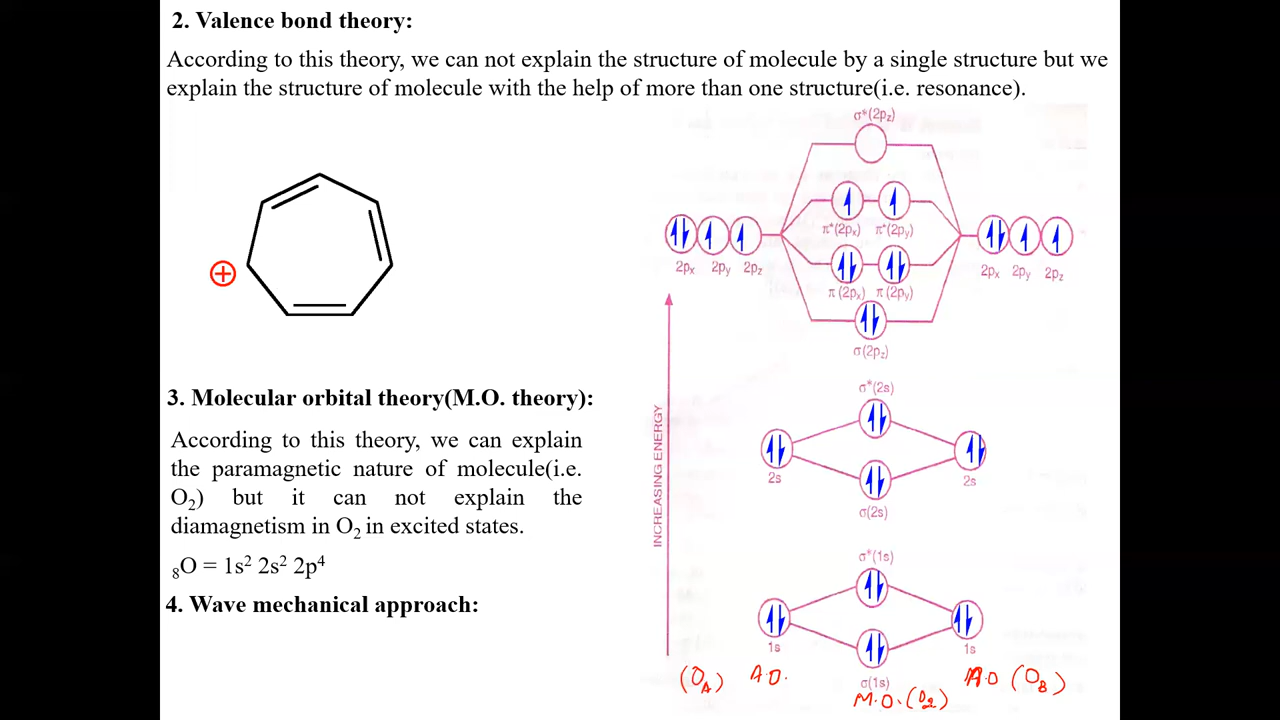 2. Valence bond theory:
According to this theory, we can not explain the structure of molecule by a single structure but we
explain the structure of molecule with the help of more than one structure(i.e. resonance).
σ*(2pz)
π*(2px) π*(2py)
2px 2py 2pz
2px 2py 2pz
π (2px) π (2py)
σ(2pz)
⊕
3. Molecular orbital theory(M.O. theory):
According to this theory, we can explain
the paramagnetic nature of molecule(i.e.
O₂) but it can not explain the
diamagnetism in O₂ in excited states.
₈O = 1s² 2s² 2p⁴
4. Wave mechanical approach:
INCREASING ENERGY
σ*(2s)
2s
2s
σ(2s)
σ*(1s)
1s
1s
σ(1s)
(OA) A.O.
M.O.(O₂)
A.O (OB)